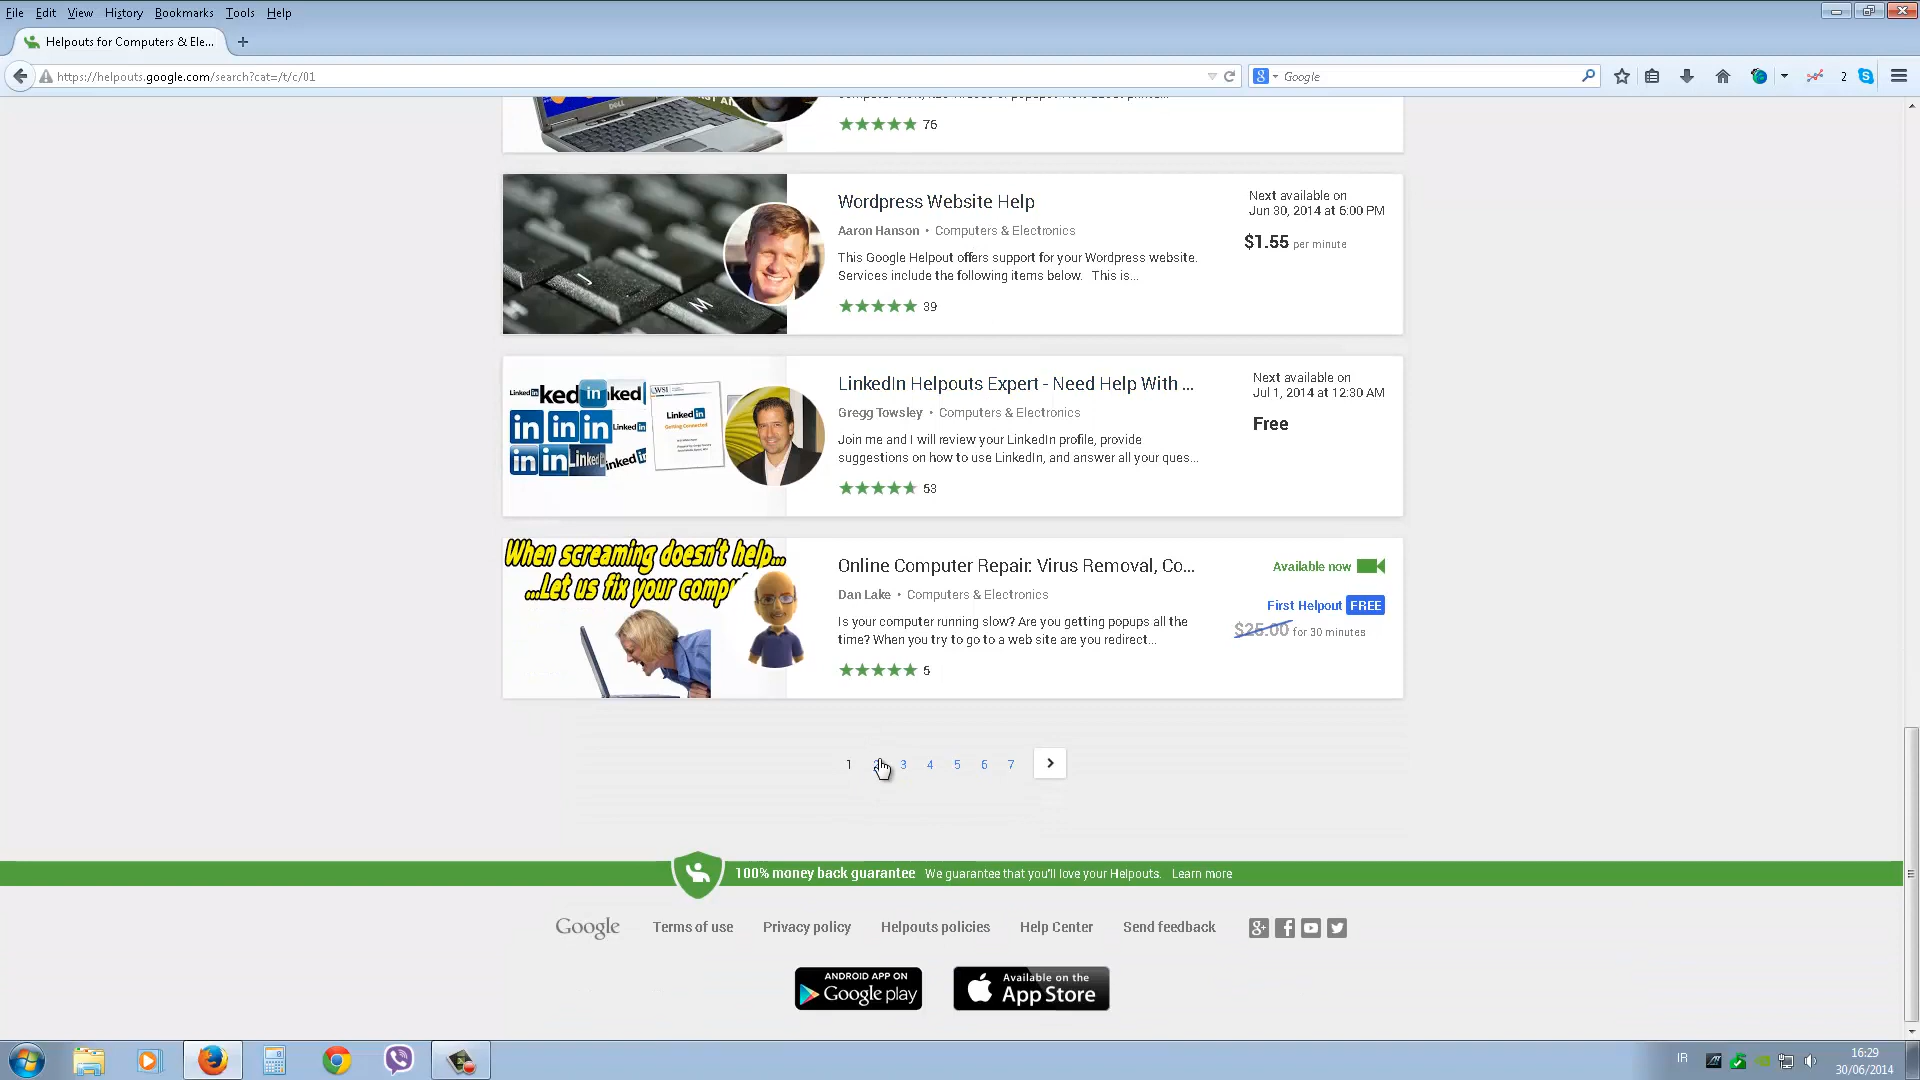 File Edit View History Bookmarks Tools Help
Helpouts for Computers & Ele...
https://helpouts.google.com/search?cat=/t/c/01
Google
2
DELL
76
Wordpress Website Help
Aaron Hanson • Computers & Electronics
This Google Helpout offers support for your Wordpress website.
Services include the following items below. This is...
39
Next available on
Jun 30, 2014 at 6:00 PM
$1.55 per minute
J
M
LinkedIn Helpouts Expert - Need Help With ...
Gregg Towsley • Computers & Electronics
Join me and I will review your LinkedIn profile, provide
suggestions on how to use LinkedIn, and answer all your ques...
53
Next available on
Jul 1, 2014 at 12:30 AM
Free
When screaming doesn't help...
...Let us fix your comp
Online Computer Repair: Virus Removal, Co...
Dan Lake • Computers & Electronics
Is your computer running slow? Are you getting popups all the
time? When you try to go to a web site are you redirect...
5
Available now
First Helpout FREE
$25.00 for 30 minutes
1 2 3 4 5 6 7
100% money back guarantee We guarantee that you'll love your Helpouts. Learn more
Google Terms of use Privacy policy Helpouts policies Help Center Send feedback
ANDROID APP ON
Google play
Available on the
App Store
IR
16:29
30/06/2014